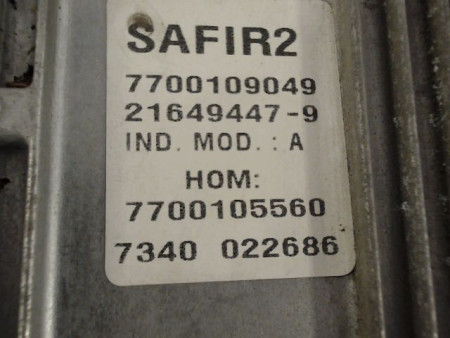 SAFIR2
7700109049
21649447-9
IND. MOD. : A
HOM:
7700105560
7340 022686